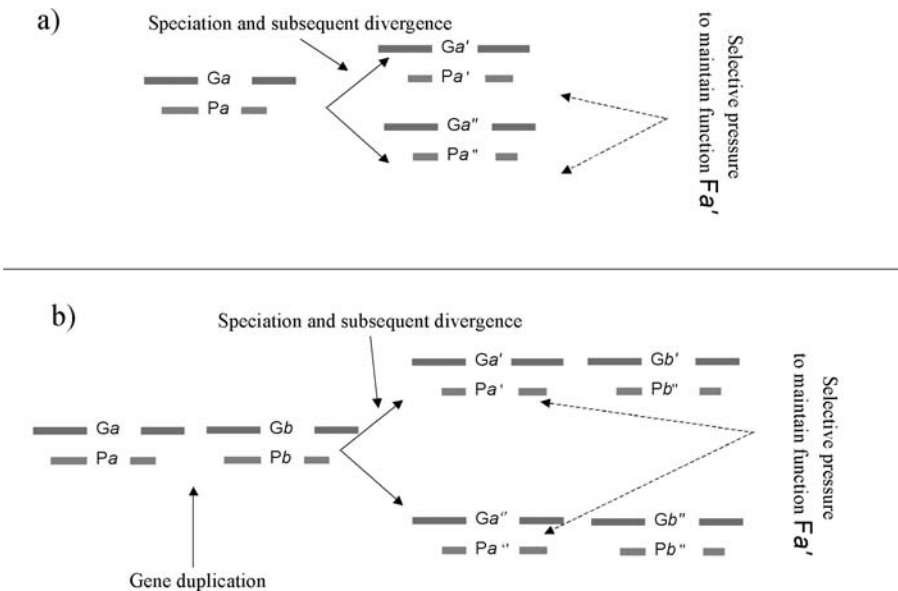 a)
Speciation and subsequent divergence
Ga
Pa
Ga'
Pa'
Ga"
Pa"
Selective pressure
to maintain function Fa'
b)
Speciation and subsequent divergence
Ga
Pa
Gb
Pb
Ga'
Pa'
Gb'
Pb"
Ga"
Pa"
Gb"
Pb"
Selective pressure
to maintain function Fa'
Gene duplication